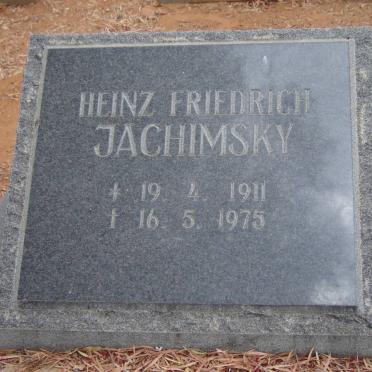 HEINZ FRIEDRICH
JACHIMSKY
+ 19. 4. 1911
† 16. 5. 1975